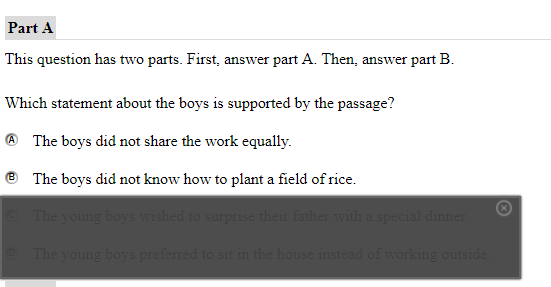 Part A
This question has two parts. First, answer part A. Then, answer part B.
Which statement about the boys is supported by the passage?
A The boys did not share the work equally.
B The boys did not know how to plant a field of rice.
C The young boys wished to surprise their father with a special dinner
D The young boys preferred to sit in the house instead of working outside